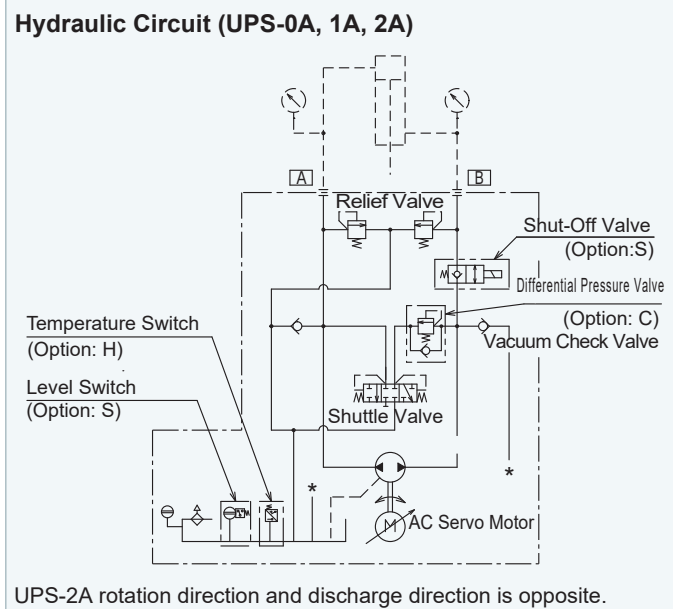 Hydraulic Circuit (UPS-0A, 1A, 2A)
A
B
Relief Valve
Shut-Off Valve
(Option:S)
Differential Pressure Valve
(Option: C)
Vacuum Check Valve
Temperature Switch
(Option: H)
Level Switch
(Option: S)
Shuttle Valve
*
*
M
AC Servo Motor
UPS-2A rotation direction and discharge direction is opposite.